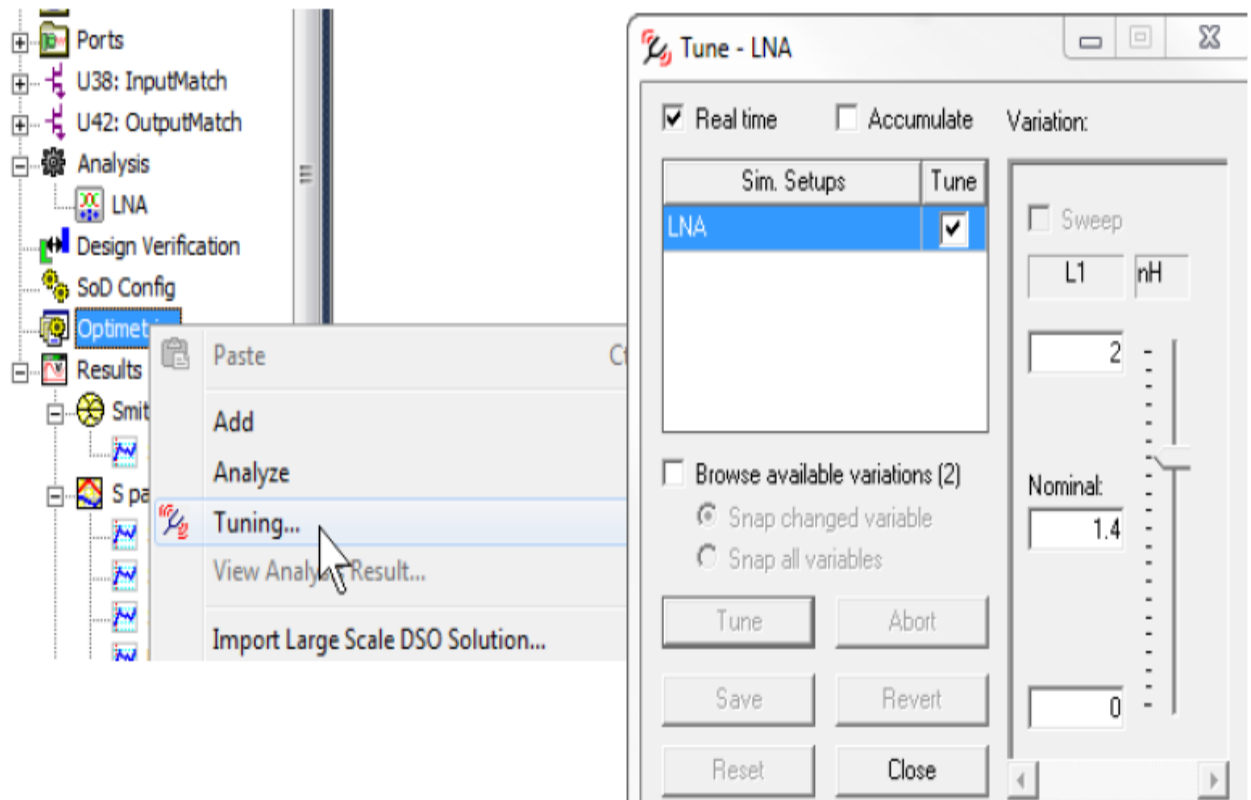 Ports
U38: InputMatch
U42: OutputMatch
Analysis
LNA
Design Verification
SoD Config
Optimet
Results
Smit
S pa
Paste
Add
Analyze
Tuning...
View Analy Result...
Import Large Scale DSO Solution...
Tune - LNA
Real time
Accumulate
Variation:
Sim. Setups
Tune
LNA
Browse available variations (2)
Snap changed variable
Snap all variables
Tune
Abort
Save
Revert
Reset
Close
Sweep
L1
nH
2
Nominal:
1.4
0